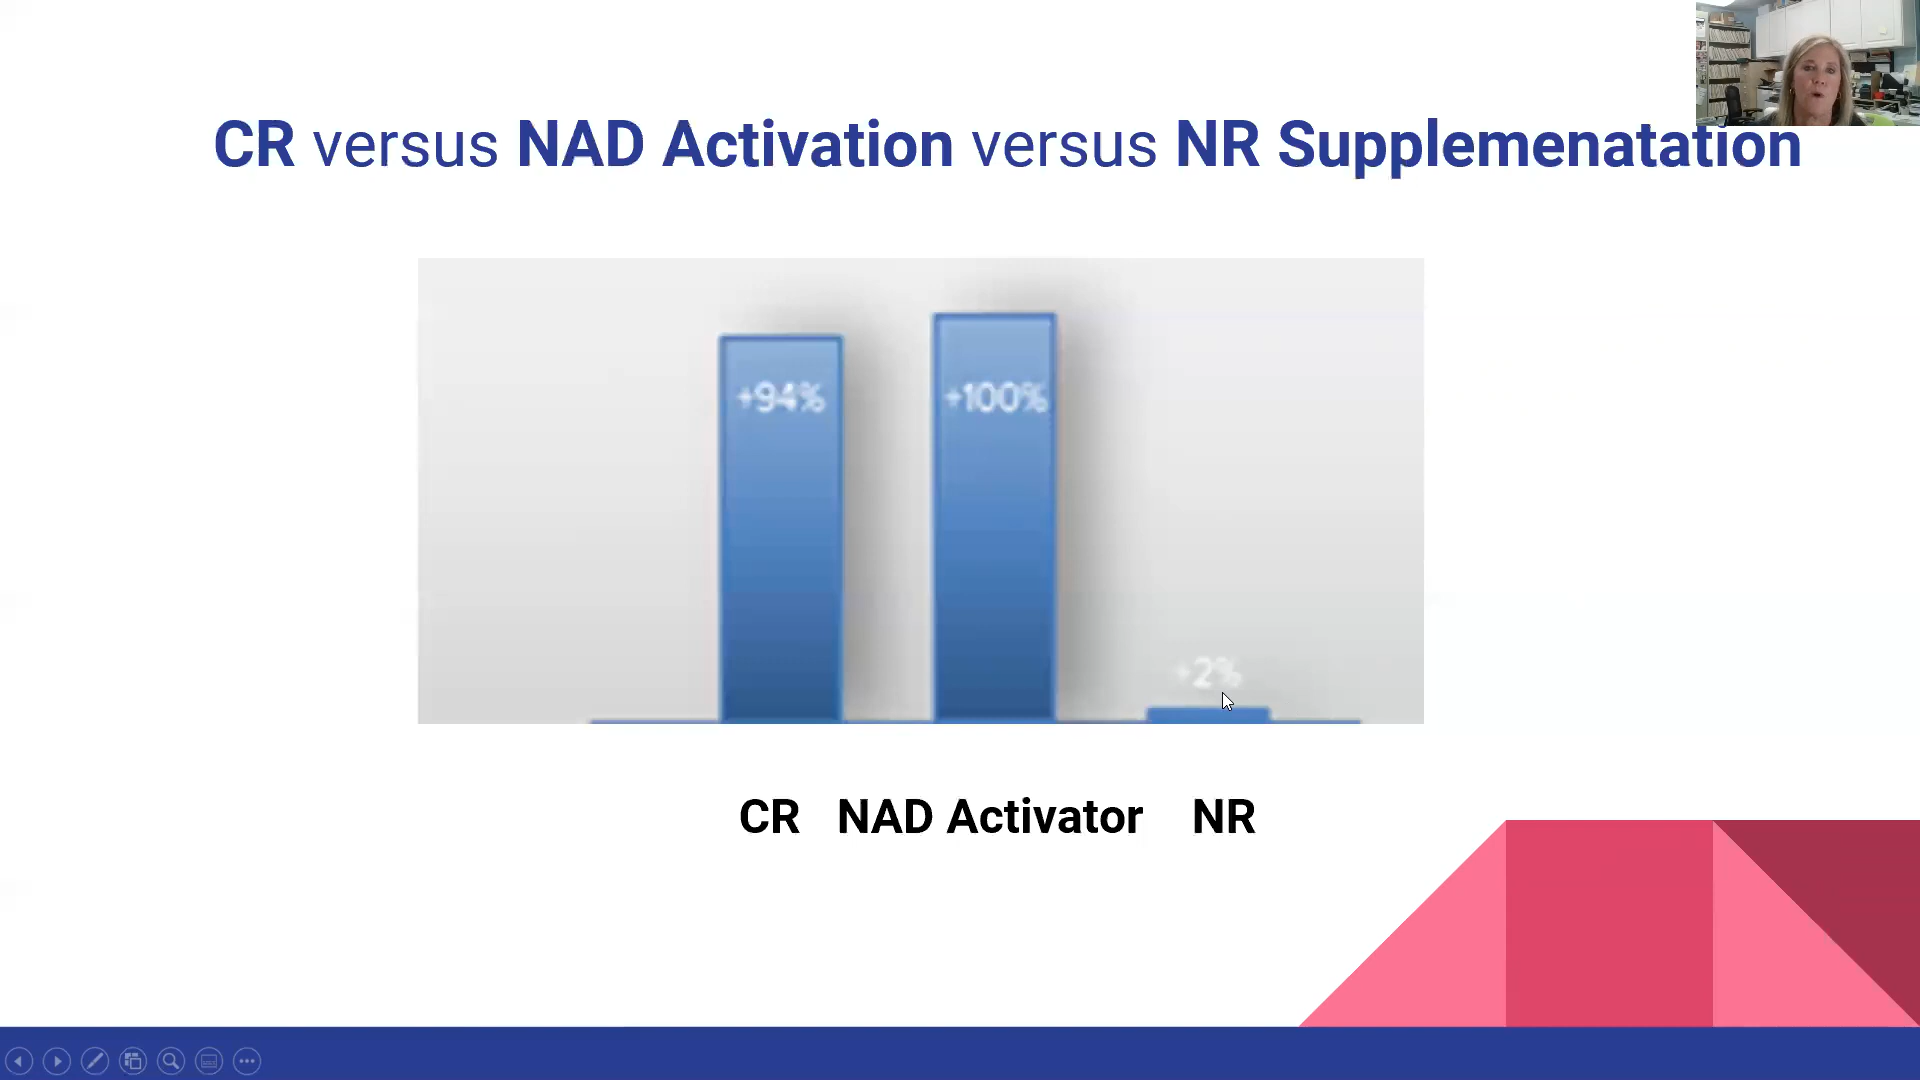 CR versus NAD Activation versus NR Supplemenatation
+94% +100%
+2%
CR NAD Activator NR